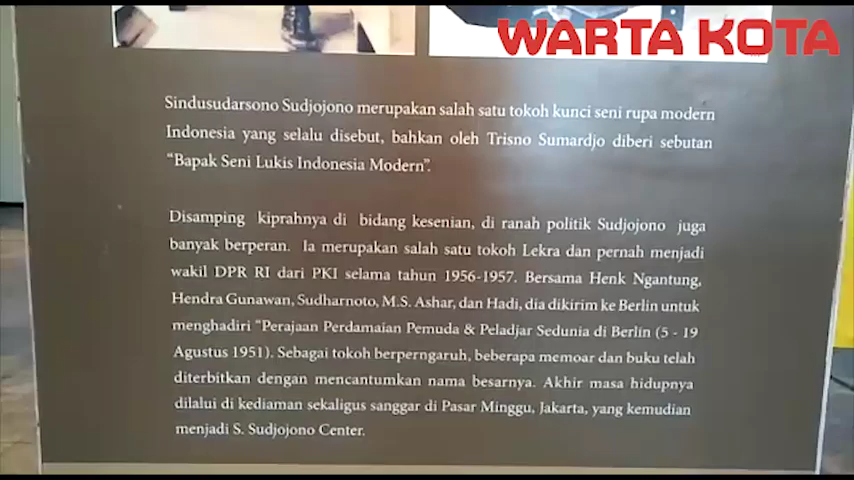 WARTA KOTA
Sindusudarsono Sudjojono merupakan salah satu tokoh kunci seni rupa modern
Indonesia yang selalu disebut, bahkan oleh Trisno Sumardjo diberi sebutan
“Bapak Seni Lukis Indonesia Modern”.
Disamping kiprahnya di bidang kesenian, di ranah politik Sudjojono juga
banyak berperan. Ia merupakan salah satu tokoh Lekra dan pernah menjadi
wakil DPR RI dari PKI selama tahun 1956-1957. Bersama Henk Ngantung,
Hendra Gunawan, Sudharnoto, M.S. Ashar, dan Hadi, dia dikirim ke Berlin untuk
menghadiri “Perajaan Perdamaian Pemuda & Peladjar Sedunia di Berlin (5 - 19
Agustus 1951). Sebagai tokoh berperngaruh, beberapa memoar dan buku telah
diterbitkan dengan mencantumkan nama besarnya. Akhir masa hidupnya
dilalui di kediaman sekaligus sanggar di Pasar Minggu, Jakarta, yang kemudian
menjadi S. Sudjojono Center.